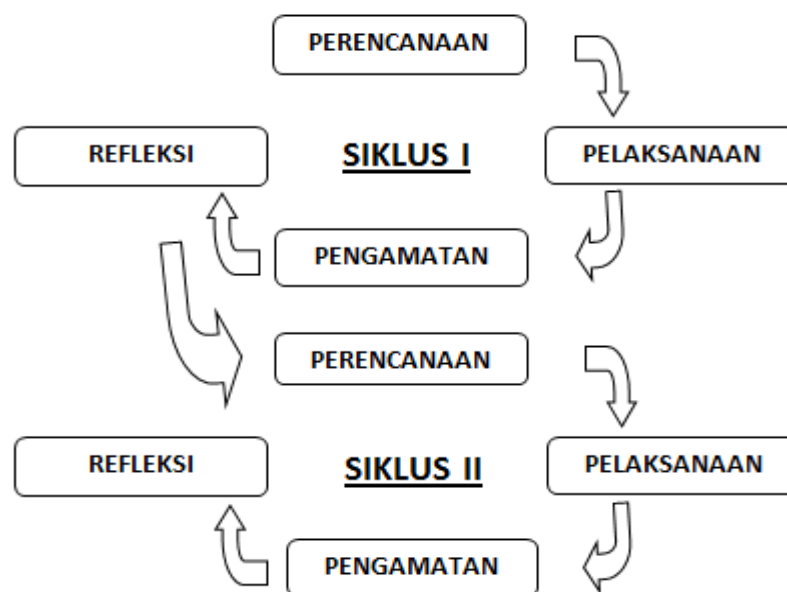 PERENCANAAN
REFLEKSI
SIKLUS I
PELAKSANAAN
PENGAMATAN
PERENCANAAN
REFLEKSI
SIKLUS II
PELAKSANAAN
PENGAMATAN